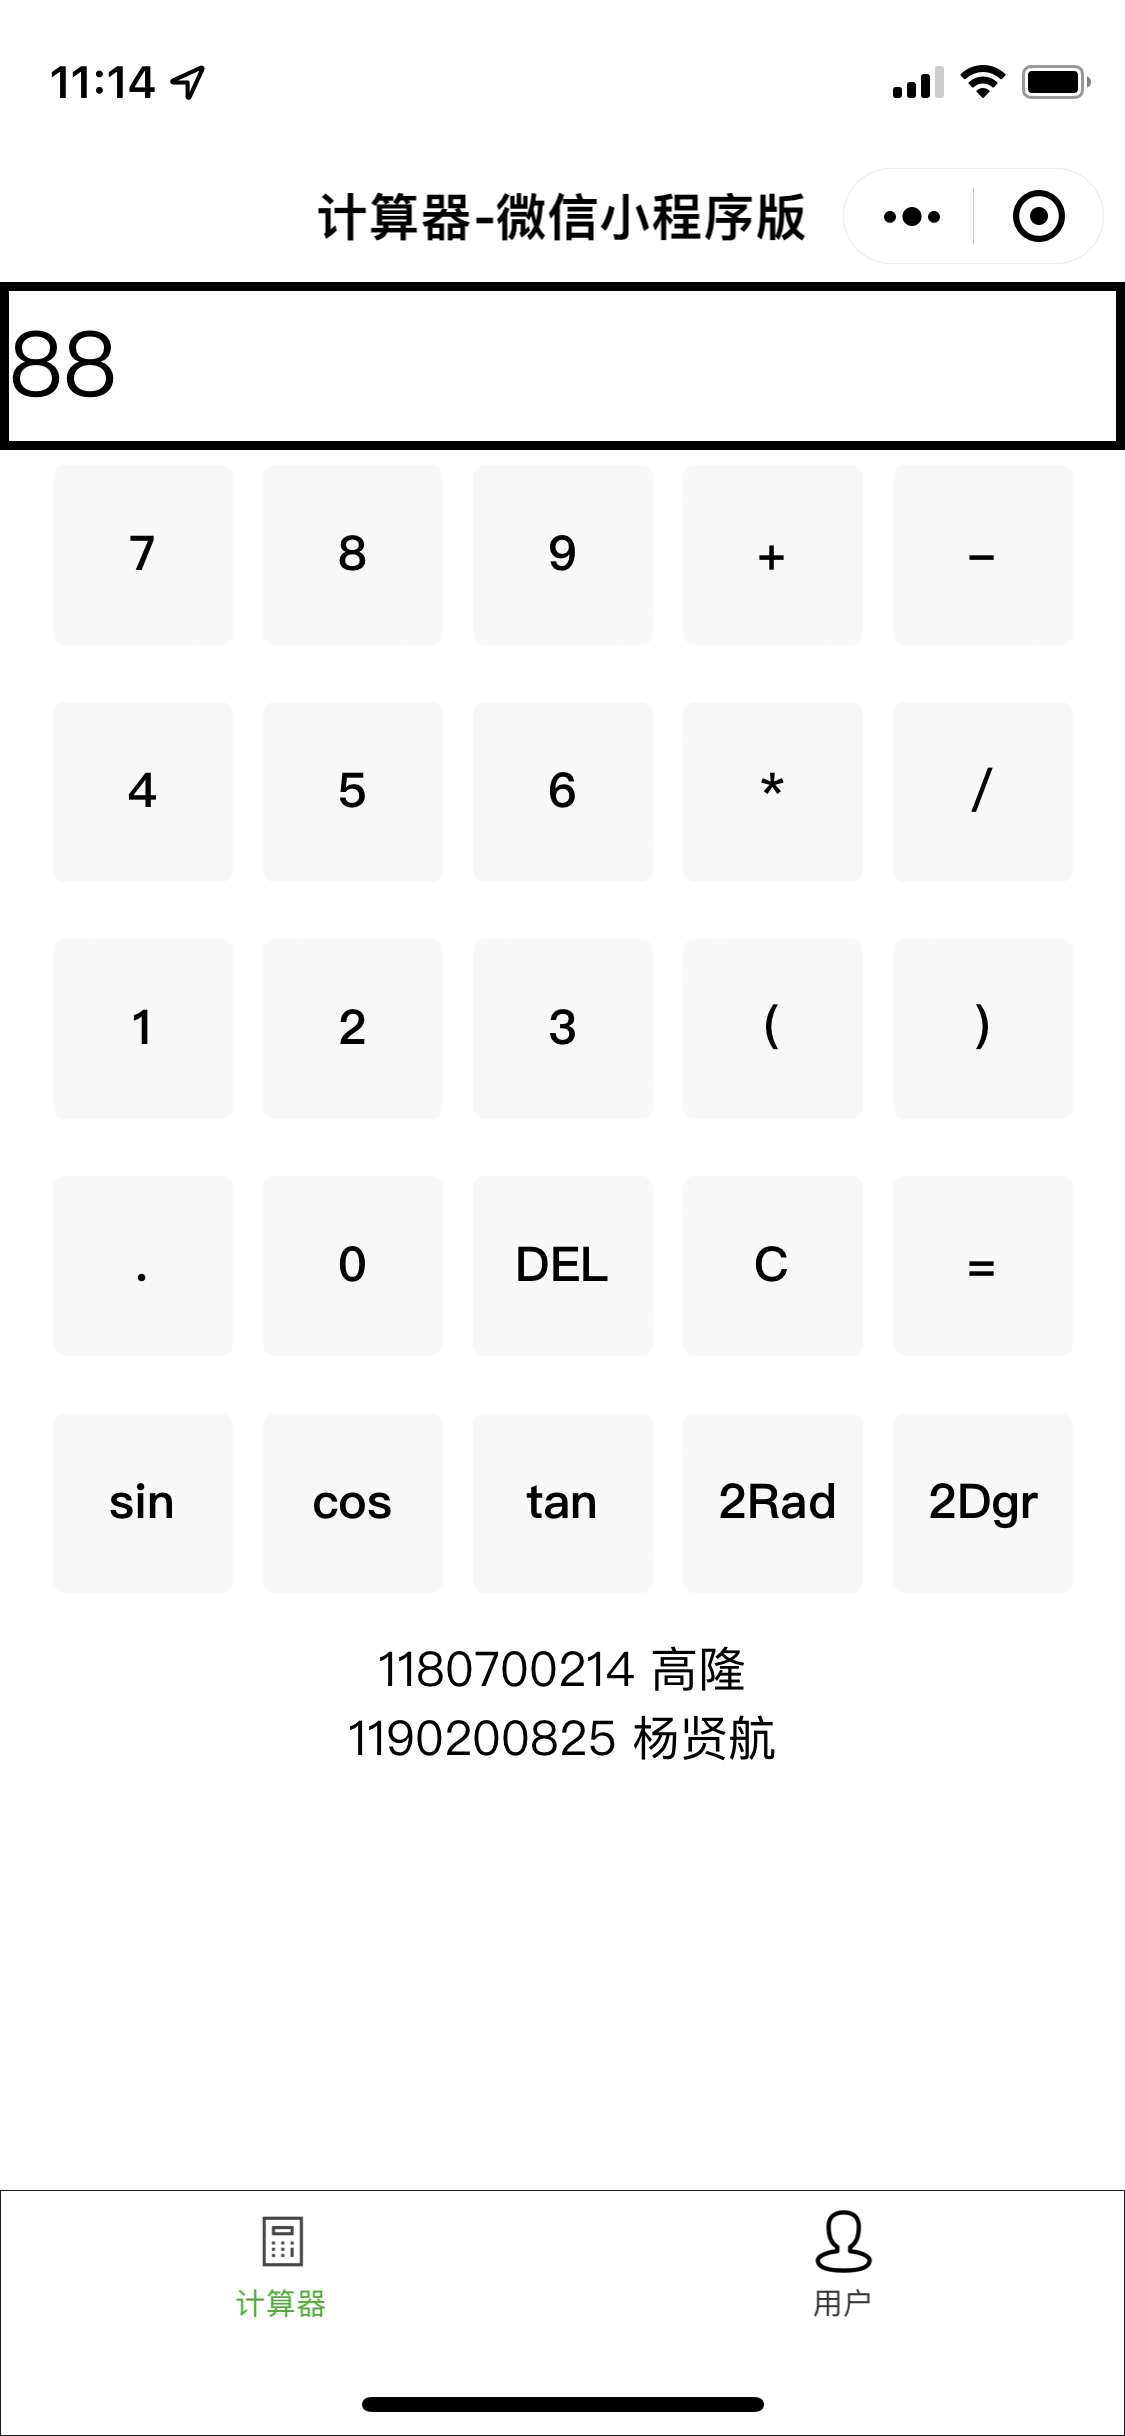 11:14
计算器-微信小程序版
88
7 8 9 + -
4 5 6 * /
1 2 3 ( )
. 0 DEL C =
sin cos tan 2Rad 2Dgr
1180700214 高隆
1190200825 杨贤航
计算器 用户